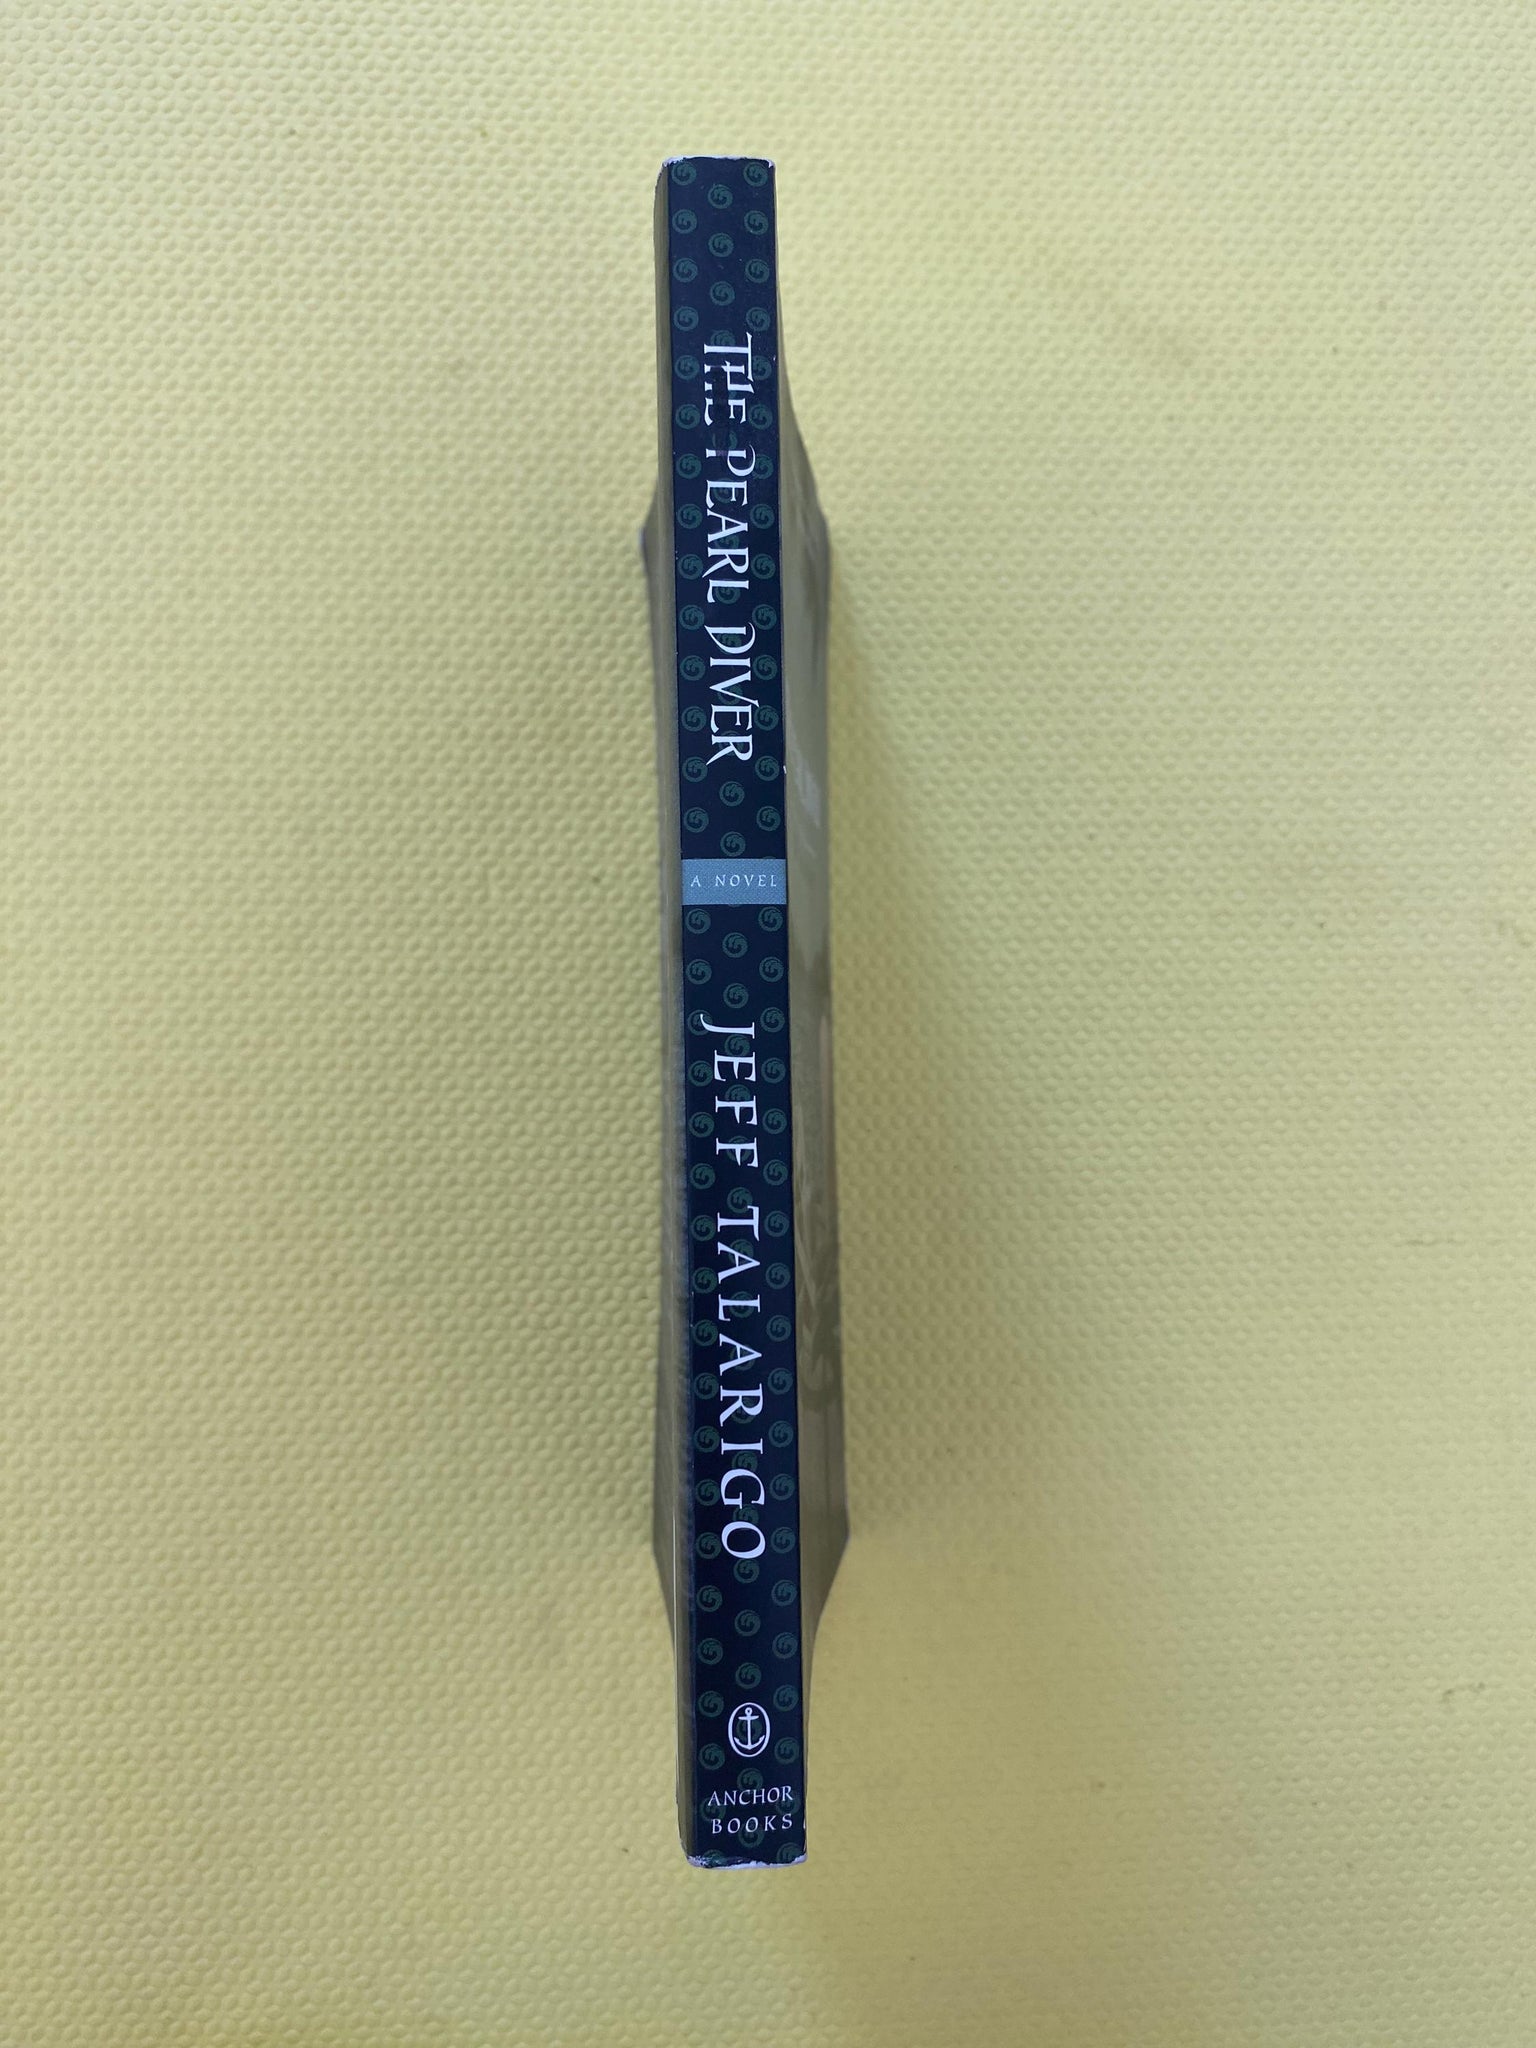 THE PEARL DIVER
A NOVEL
JEFF TALARIGO
ANCHOR
BOOKS